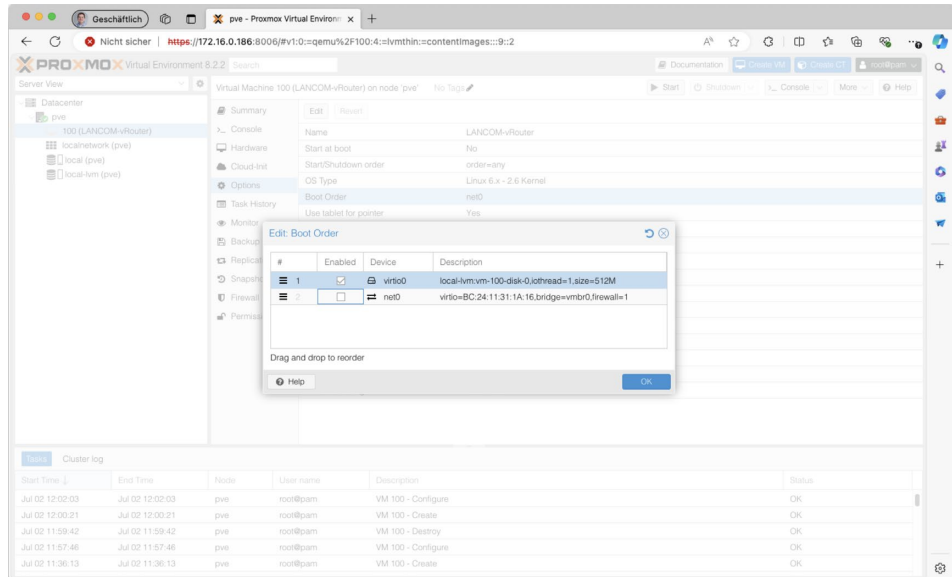 Geschäftlich
pve - Proxmox Virtual Environm
Nicht sicher https://172.16.0.186:8006/#v1:0:=qemu%2F100:4:=lvmthin:=contentImages:::9::2
PROXMOX Virtual Environment 8.2.2 Search Documentation Create VM Create CT root@pam
Server View Virtual Machine 100 (LANCOM-vRouter) on node 'pve' No Tags Start Shutdown Console More Help
Datacenter
pve
100 (LANCOM-vRouter)
localnetwork (pve)
local (pve)
local-lvm (pve)
Summary
Console
Hardware
Cloud-Init
Options
Task History
Monitor
Backup
Replicat
Snapsho
Firewall
Permiss
Edit Revert
Name LANCOM-vRouter
Start at boot No
Start/Shutdown order order=any
OS Type Linux 6.x - 2.6 Kernel
Boot Order net0
Use tablet for pointer Yes
Edit: Boot Order
# Enabled Device Description
1 virtio0 local-lvm:vm-100-disk-0,iothread=1,size=512M
2 net0 virtio=BC:24:11:31:1A:16,bridge=vmbr0,firewall=1
Drag and drop to reorder
Help OK
Tasks Cluster log
Start Time End Time Node User name Description Status
Jul 02 12:02:03 Jul 02 12:02:03 pve root@pam VM 100 - Configure OK
Jul 02 12:00:21 Jul 02 12:00:21 pve root@pam VM 100 - Create OK
Jul 02 11:59:42 Jul 02 11:59:42 pve root@pam VM 100 - Destroy OK
Jul 02 11:57:46 Jul 02 11:57:46 pve root@pam VM 100 - Configure OK
Jul 02 11:36:13 Jul 02 11:36:13 pve root@pam VM 100 - Create OK